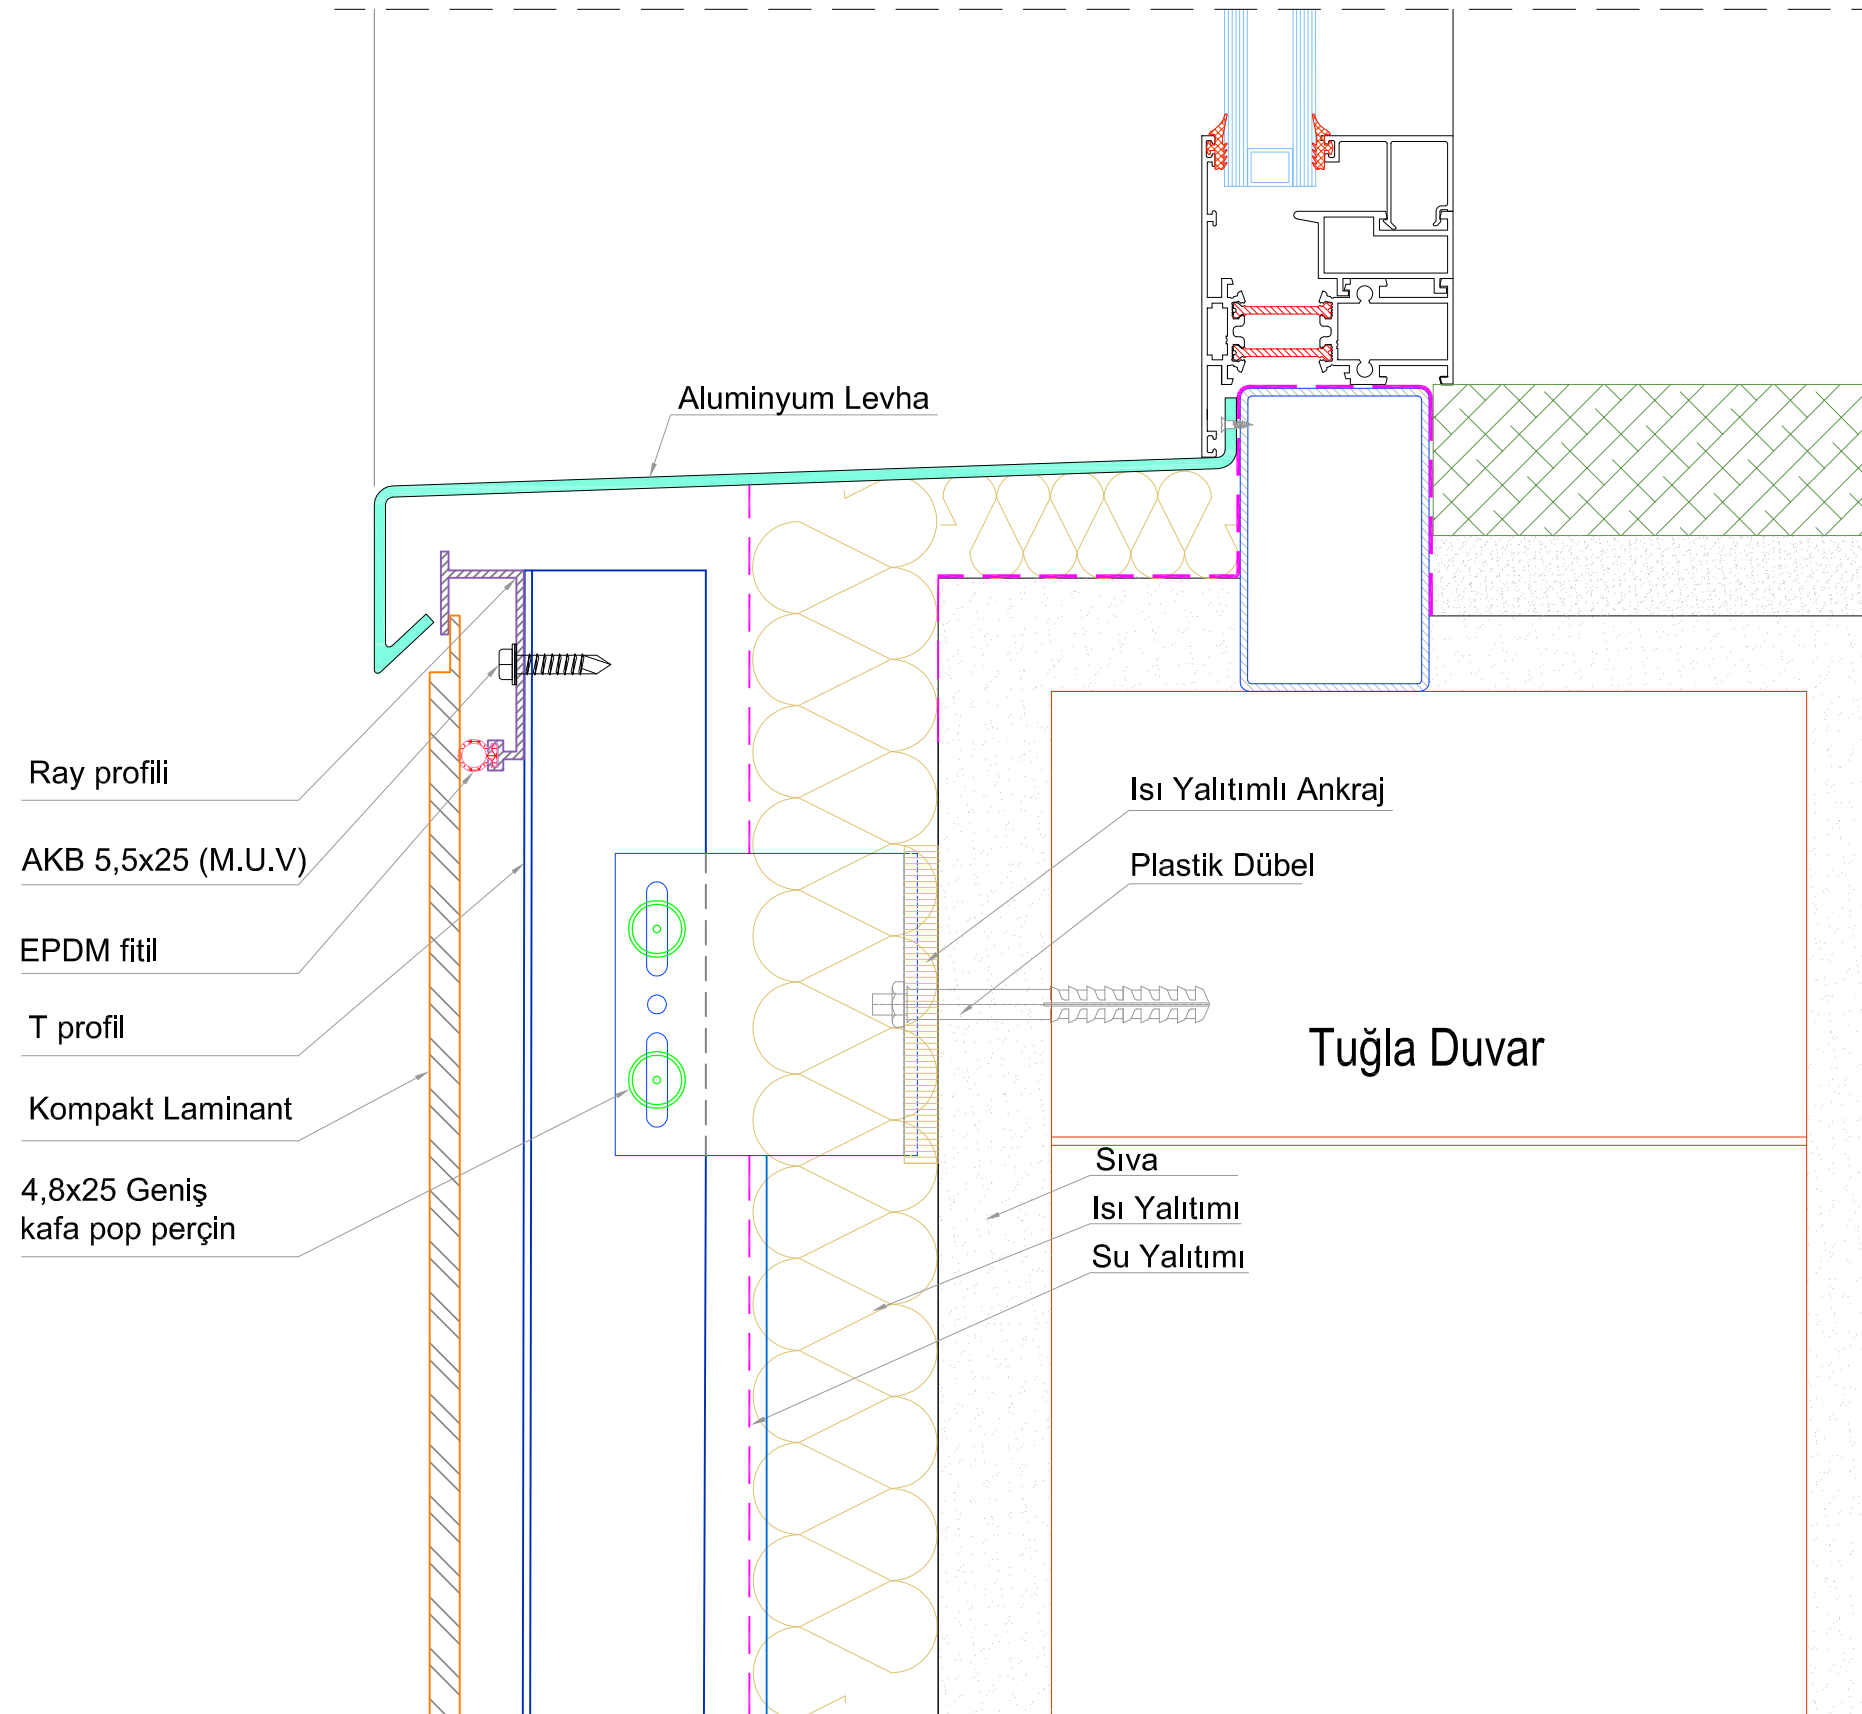 Aluminyum Levha
Ray profili
AKB 5,5x25 (M.U.V)
EPDM fitil
T profil
Kompakt Laminant
4,8x25 Geniş
kafa pop perçin
Isı Yalıtımlı Ankraj
Plastik Dübel
Tuğla Duvar
Sıva
Isı Yalıtımı
Su Yalıtımı